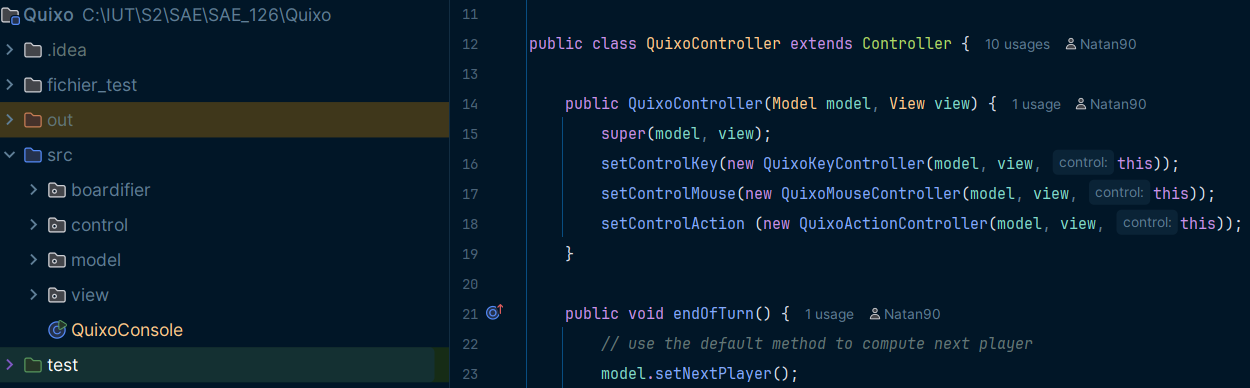 Quixo C:\IUT\S2\SAE\SAE_126\Quixo
.idea
fichier_test
out
src
boardifier
control
model
view
QuixoConsole
test
11
12 public class QuixoController extends Controller { 10 usages Natan90
13
14 public QuixoController(Model model, View view) { 1 usage Natan90
15 super(model, view);
16 setControlKey(new QuixoKeyController(model, view, control: this));
17 setControlMouse(new QuixoMouseController(model, view, control: this));
18 setControlAction (new QuixoActionController(model, view, control: this));
19 }
20
21 public void endOfTurn() { 1 usage Natan90
22 // use the default method to compute next player
23 model.setNextPlayer();